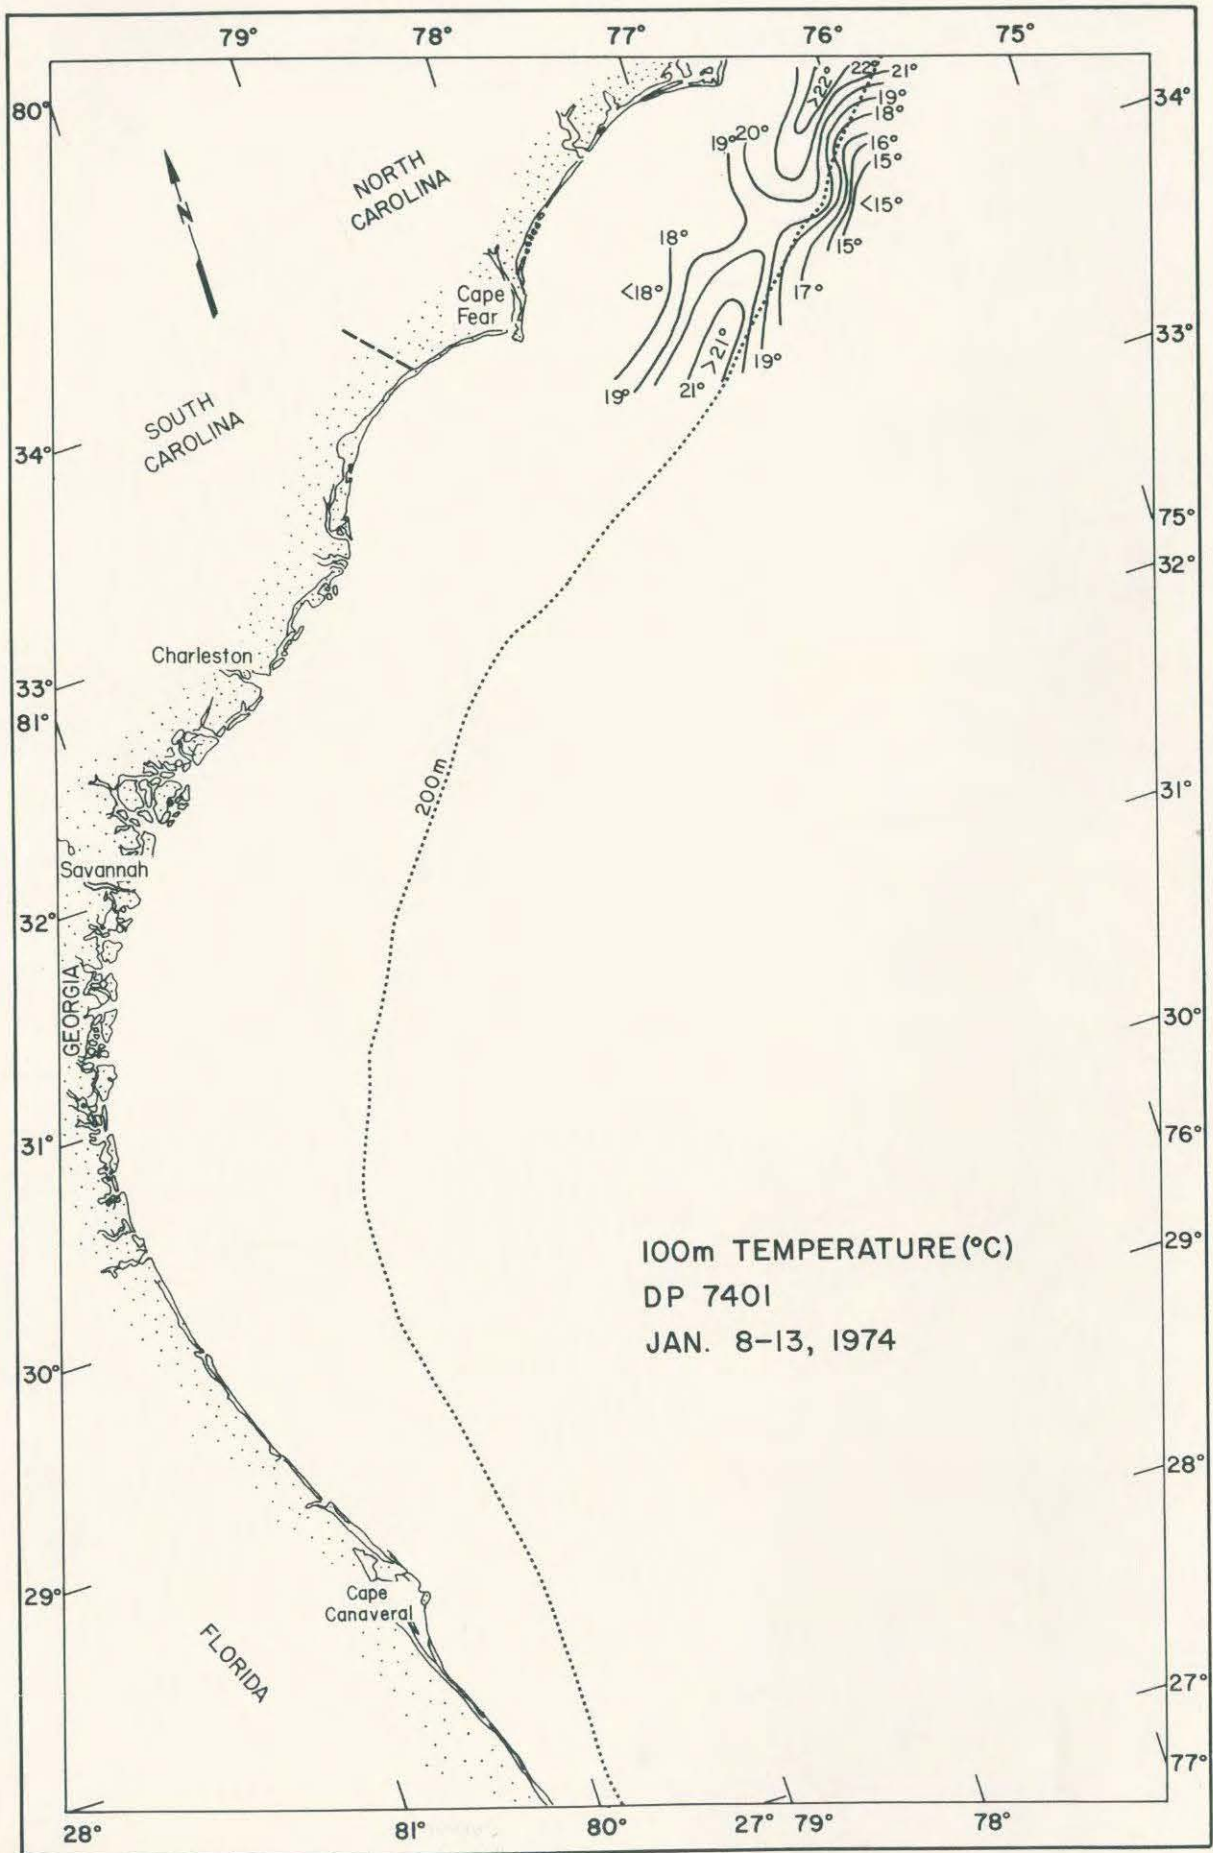 79° 78° 77° 76° 75°
80°
34°
22° 21°
>22°
19°
18°
16°
15°
<15°
15°
19° 20°
18°
<18°
17°
19°
>21°
21°
19°
33°
N
NORTH
CAROLINA
Cape
Fear
SOUTH
CAROLINA
34°
75°
32°
Charleston
33°
81°
200m
31°
Savannah
32°
GEORGIA
30°
31°
76°
29°
100m TEMPERATURE (°C)
DP 7401
JAN. 8-13, 1974
30°
28°
29°
Cape
Canaveral
FLORIDA
27°
77°
28° 81° 80° 27° 79° 78°